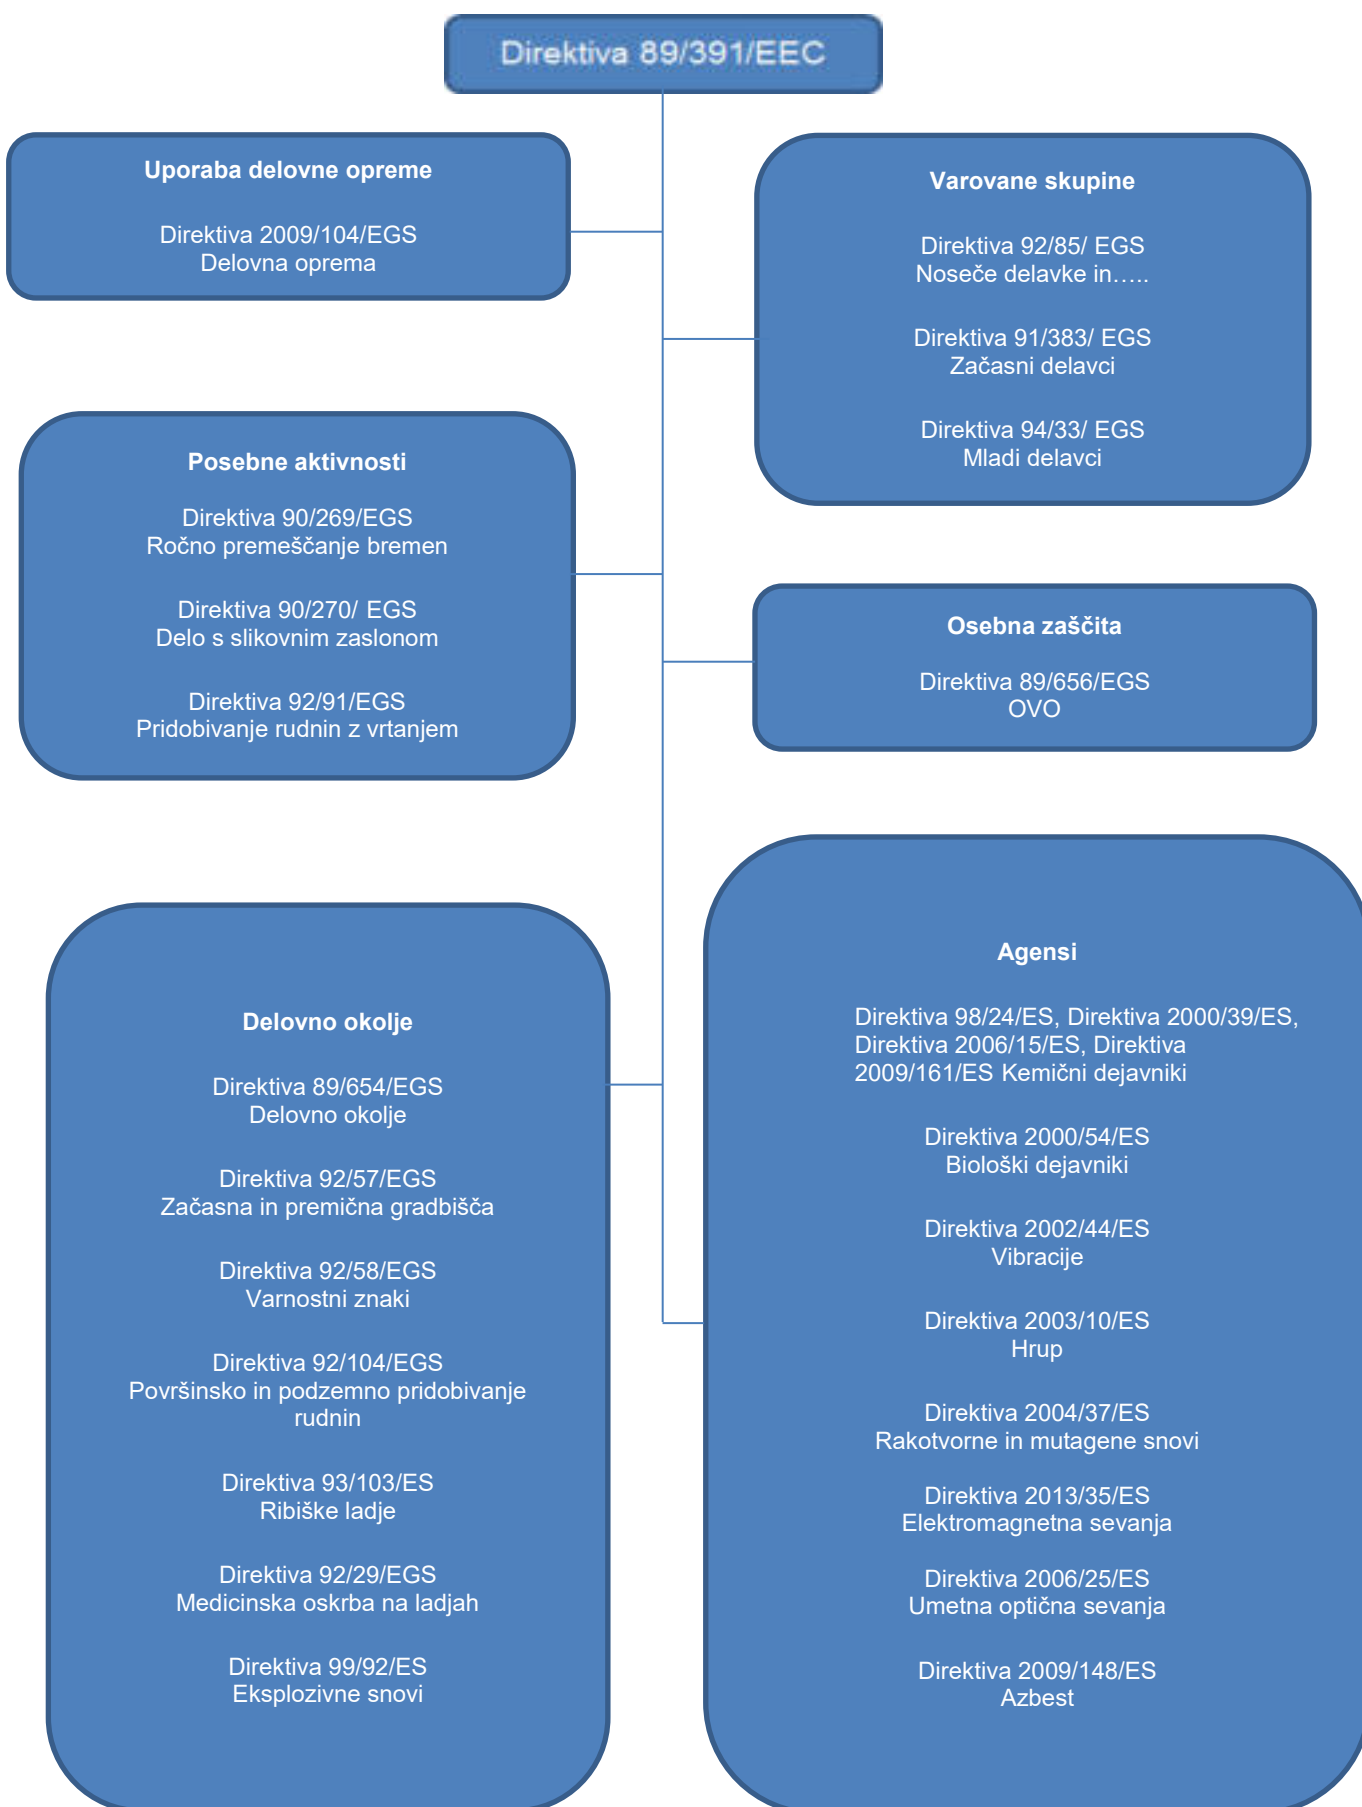 Direktiva 89/391/EEC
Uporaba delovne opreme
Direktiva 2009/104/EGS
Delovna oprema
Varovane skupine
Direktiva 92/85/ EGS
Noseče delavke in…..
Direktiva 91/383/ EGS
Začasni delavci
Direktiva 94/33/ EGS
Mladi delavci
Posebne aktivnosti
Direktiva 90/269/EGS
Ročno premeščanje bremen
Direktiva 90/270/ EGS
Delo s slikovnim zaslonom
Direktiva 92/91/EGS
Pridobivanje rudnin z vrtanjem
Osebna zaščita
Direktiva 89/656/EGS
OVO
Delovno okolje
Direktiva 89/654/EGS
Delovno okolje
Direktiva 92/57/EGS
Začasna in premična gradbišča
Direktiva 92/58/EGS
Varnostni znaki
Direktiva 92/104/EGS
Površinsko in podzemno pridobivanje
rudnin
Direktiva 93/103/ES
Ribiške ladje
Direktiva 92/29/EGS
Medicinska oskrba na ladjah
Direktiva 99/92/ES
Eksplozivne snovi
Agensi
Direktiva 98/24/ES, Direktiva 2000/39/ES,
Direktiva 2006/15/ES, Direktiva
2009/161/ES Kemični dejavniki
Direktiva 2000/54/ES
Biološki dejavniki
Direktiva 2002/44/ES
Vibracije
Direktiva 2003/10/ES
Hrup
Direktiva 2004/37/ES
Rakotvorne in mutagene snovi
Direktiva 2013/35/ES
Elektromagnetna sevanja
Direktiva 2006/25/ES
Umetna optična sevanja
Direktiva 2009/148/ES
Azbest